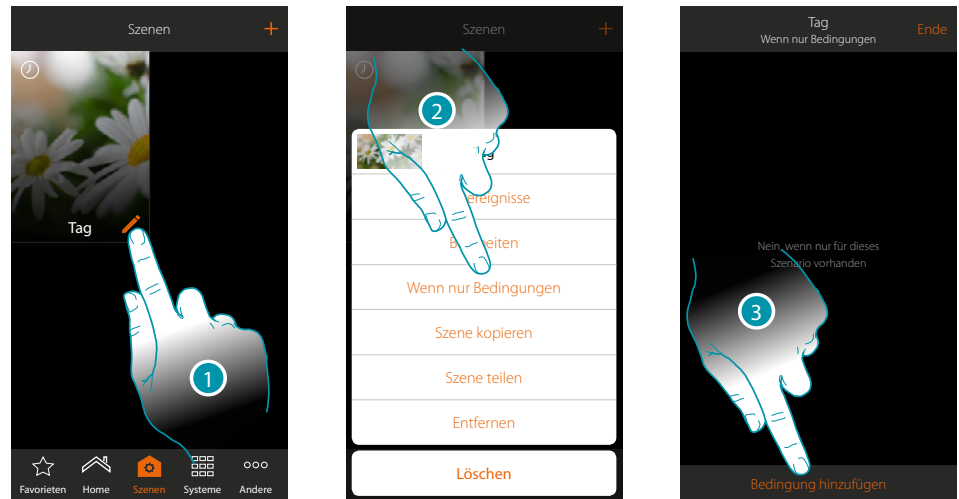 Szenen +
Tag
1
Favorieten Home Szenen Systeme Andere
Szenen +
2
ereignisse
B eiten
Wenn nur Bedingungen
Szene kopieren
Szene teilen
Entfernen
Löschen
Tag
Wenn nur Bedingungen
Ende
Nein, wenn nur für dieses
Szenario vorhanden
3
Bedingung hinzufügen